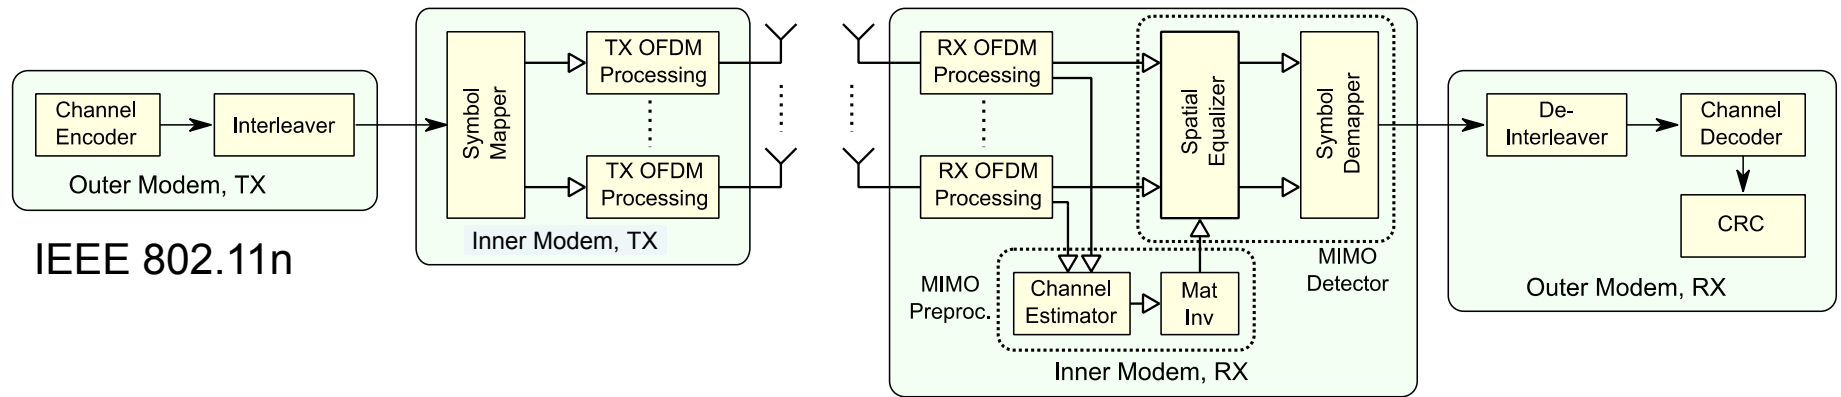 Channel
Encoder
Interleaver
Outer Modem, TX
IEEE 802.11n
Symbol
Mapper
TX OFDM
Processing
TX OFDM
Processing
Inner Modem, TX
RX OFDM
Processing
RX OFDM
Processing
Spatial
Equalizer
Symbol
Demapper
MIMO
Detector
MIMO
Preproc.
Channel
Estimator
Mat
Inv
Inner Modem, RX
De-
Interleaver
Channel
Decoder
CRC
Outer Modem, RX